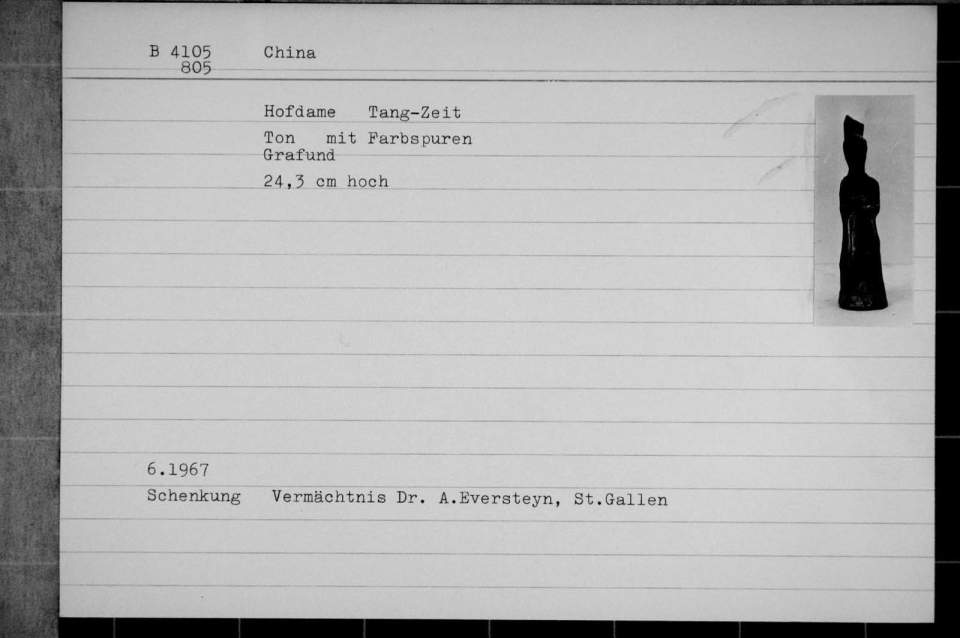 B 4105 China
805
Hofdame Tang-Zeit
Ton mit Farbspuren
Grafund
24,3 cm hoch
6.1967
Schenkung Vermächtnis Dr. A.Eversteyn, St.Gallen